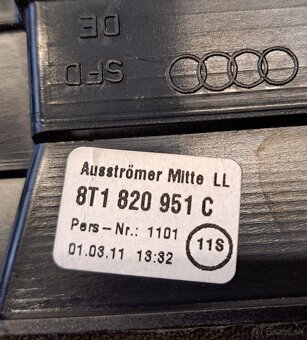 SFD
DE
Ausströmer Mitte LL
8T1 820 951 C
Pers-Nr.: 1101
01.03.11 13:32
11S